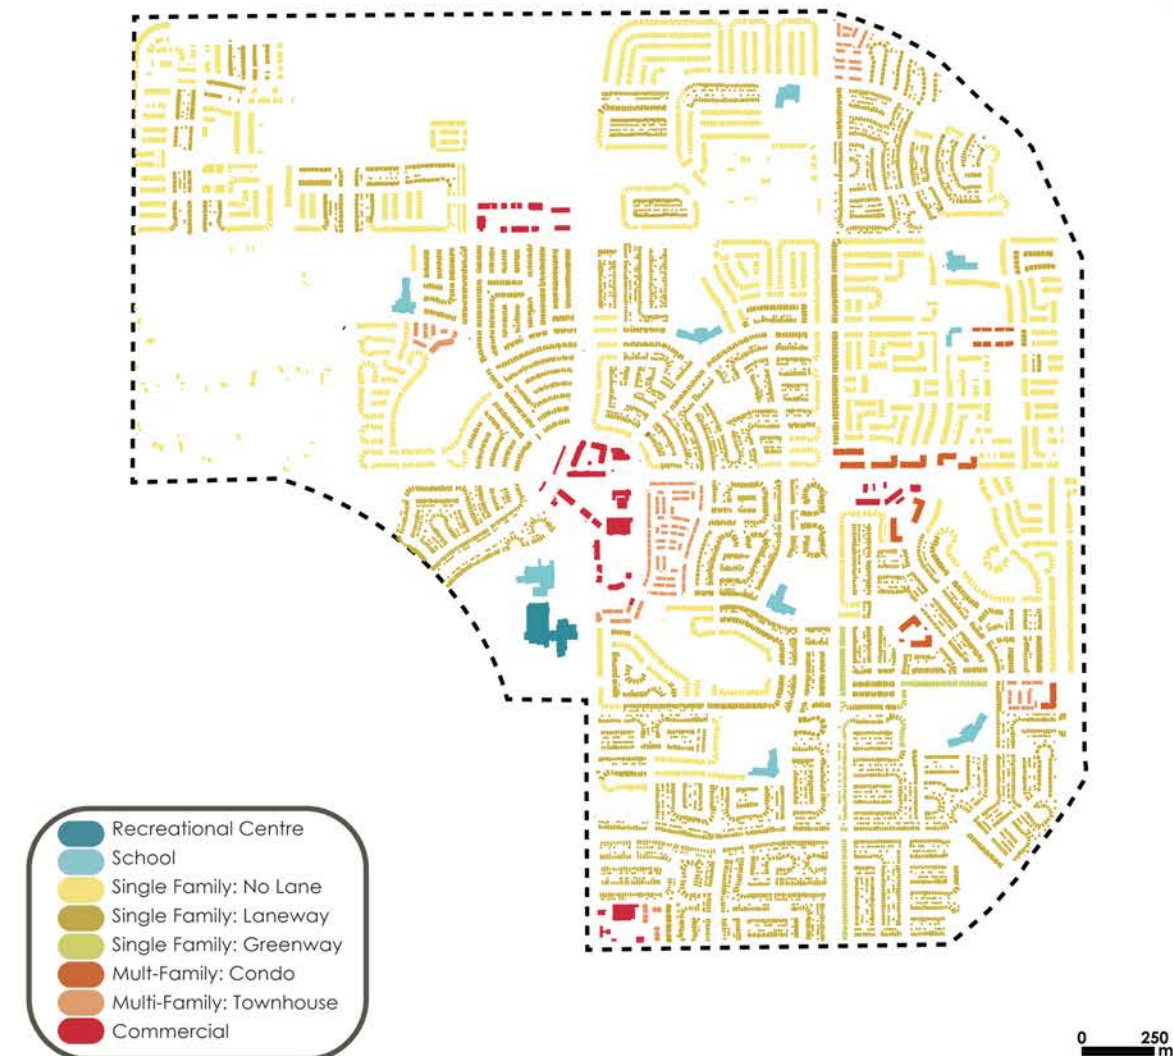 Recreational Centre
School
Single Family: No Lane
Single Family: Laneway
Single Family: Greenway
Mult-Family: Condo
Multi-Family: Townhouse
Commercial
0 250
m